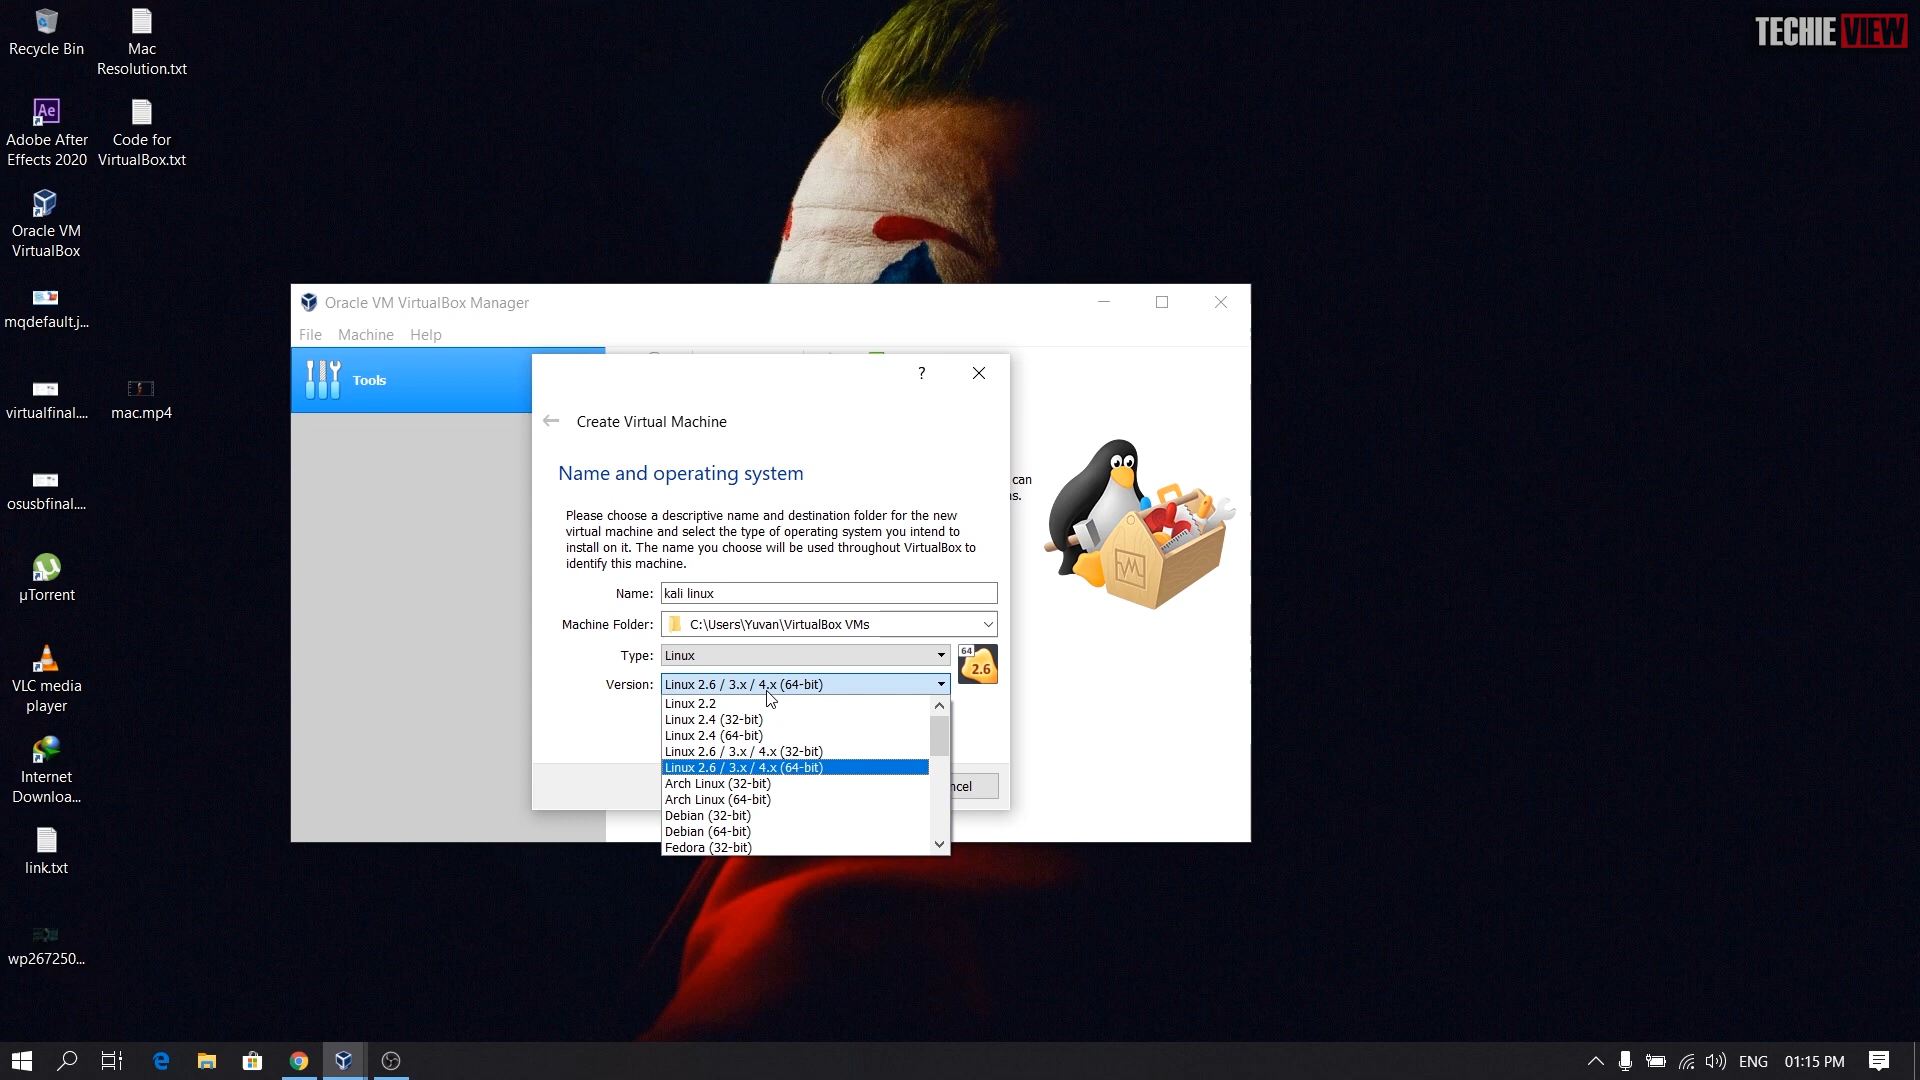 Recycle Bin
Mac
Resolution.txt
Adobe After
Effects 2020
Code for
VirtualBox.txt
Oracle VM
VirtualBox
mqdefault.j...
virtualfinal....
mac.mp4
osusbfinal....
µTorrent
VLC media
player
Internet
Downloa...
link.txt
wp267250...
TECHIE VIEW
Oracle VM VirtualBox Manager
File Machine Help
Tools
?
Create Virtual Machine
Name and operating system
Please choose a descriptive name and destination folder for the new
virtual machine and select the type of operating system you intend to
install on it. The name you choose will be used throughout VirtualBox to
identify this machine.
Name: kali linux
Machine Folder: C:\Users\Yuvan\VirtualBox VMs
Type: Linux
64
2.6
Version: Linux 2.6 / 3.x / 4.x (64-bit)
Linux 2.2
Linux 2.4 (32-bit)
Linux 2.4 (64-bit)
Linux 2.6 / 3.x / 4.x (32-bit)
Linux 2.6 / 3.x / 4.x (64-bit)
Arch Linux (32-bit)
Arch Linux (64-bit)
Debian (32-bit)
Debian (64-bit)
Fedora (32-bit)
ncel
can
s.
Ae
ENG 01:15 PM